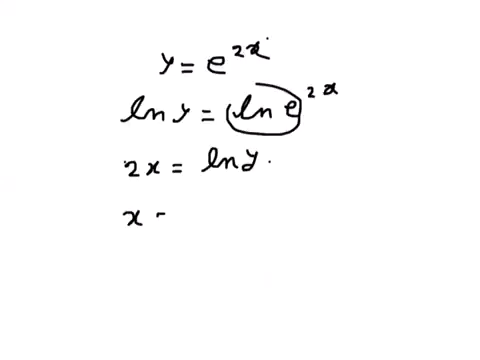 y = e^{2x}
ln y = ln e^{2x}
2x = ln y.
x -